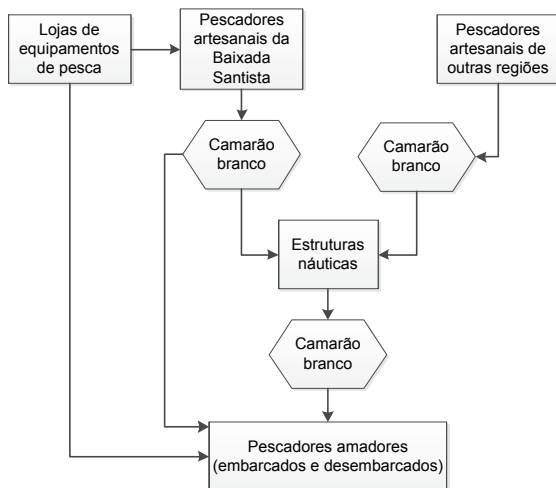 Lojas de
equipamentos
de pesca
Pescadores
artesanais da
Baixada
Santista
Pescadores
artesanais de
outras regiões
Camarão
branco
Camarão
branco
Estruturas
náuticas
Camarão
branco
Pescadores amadores
(embarcados e desembarcados)